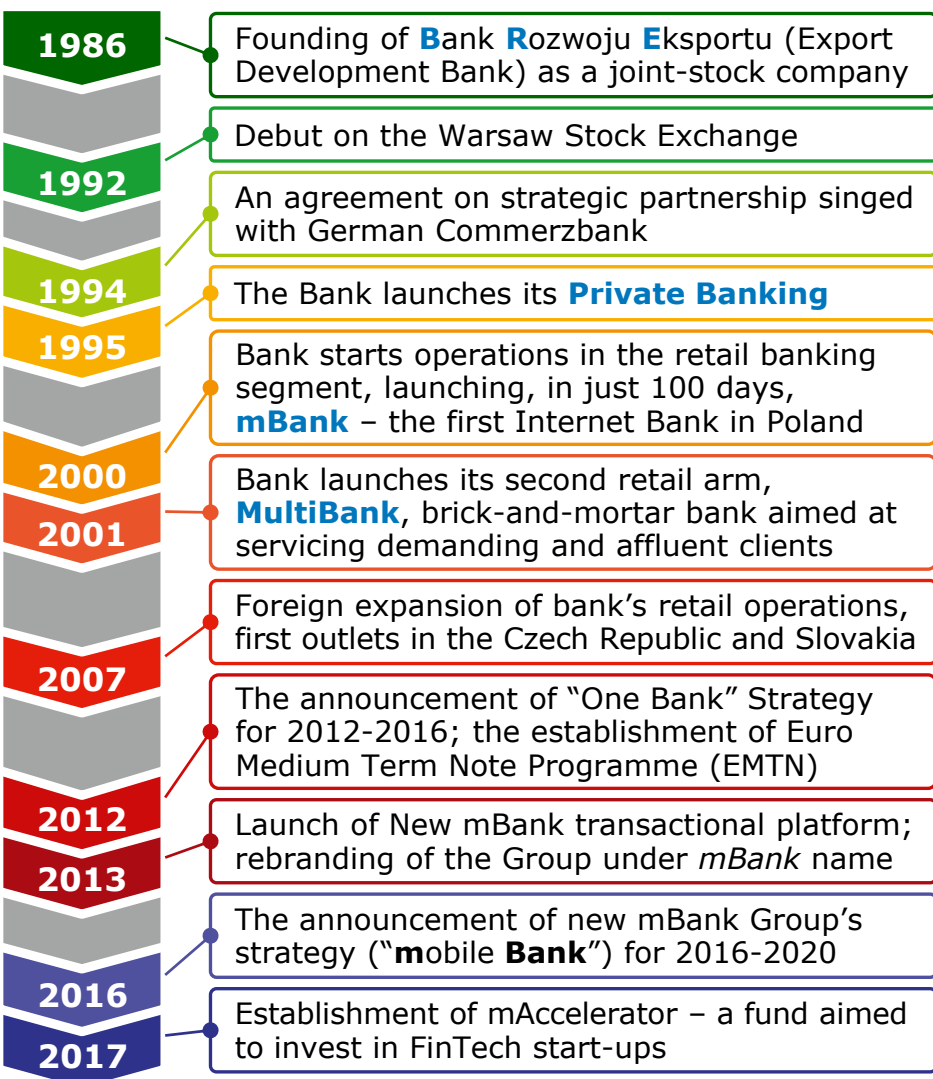 1986
Founding of Bank Rozwoju Eksportu (Export
Development Bank) as a joint-stock company
1992
Debut on the Warsaw Stock Exchange
1994
An agreement on strategic partnership singed
with German Commerzbank
1995
The Bank launches its Private Banking
2000
Bank starts operations in the retail banking
segment, launching, in just 100 days,
mBank – the first Internet Bank in Poland
2001
Bank launches its second retail arm,
MultiBank, brick-and-mortar bank aimed at
servicing demanding and affluent clients
2007
Foreign expansion of bank’s retail operations,
first outlets in the Czech Republic and Slovakia
2012
The announcement of “One Bank” Strategy
for 2012-2016; the establishment of Euro
Medium Term Note Programme (EMTN)
2013
Launch of New mBank transactional platform;
rebranding of the Group under mBank name
2016
The announcement of new mBank Group’s
strategy (“mobile Bank”) for 2016-2020
2017
Establishment of mAccelerator – a fund aimed
to invest in FinTech start-ups